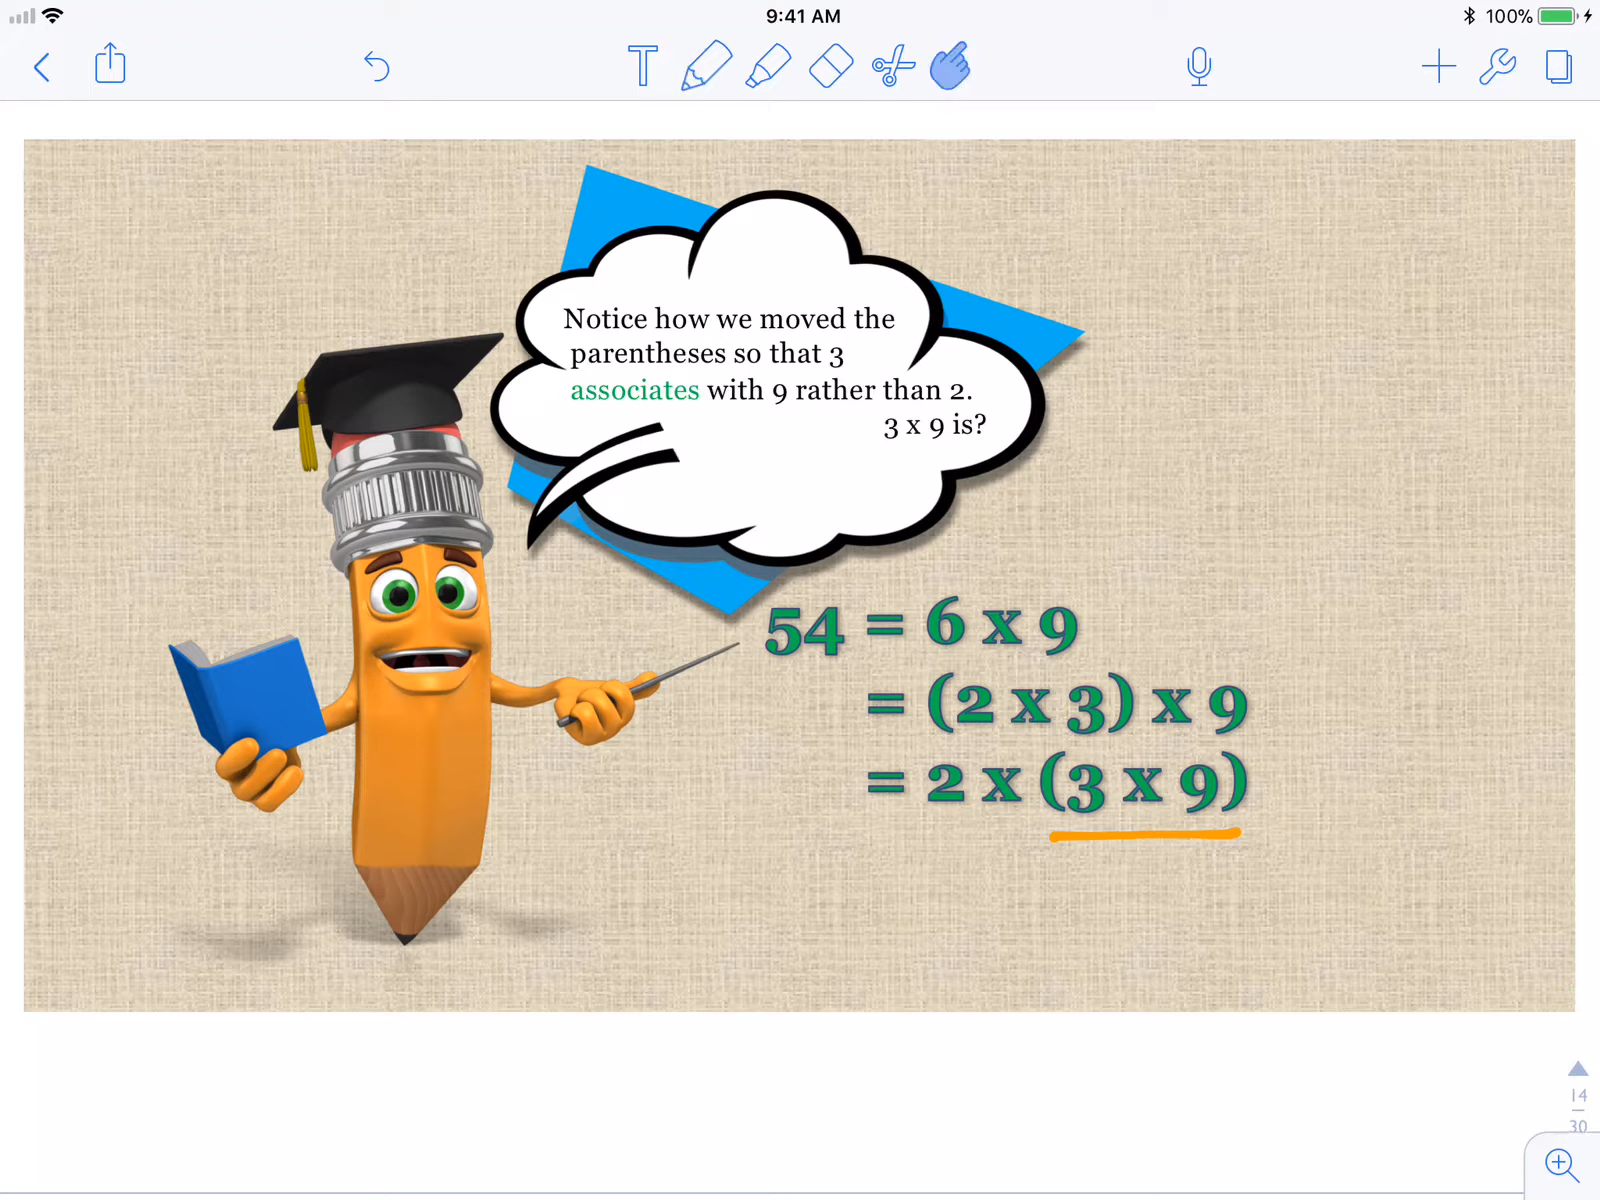 9:41 AM
100%
T
Notice how we moved the
parentheses so that 3
associates with 9 rather than 2.
3 x 9 is?
54 = 6 x 9
= (2 x 3) x 9
= 2 x (3 x 9)
14
30